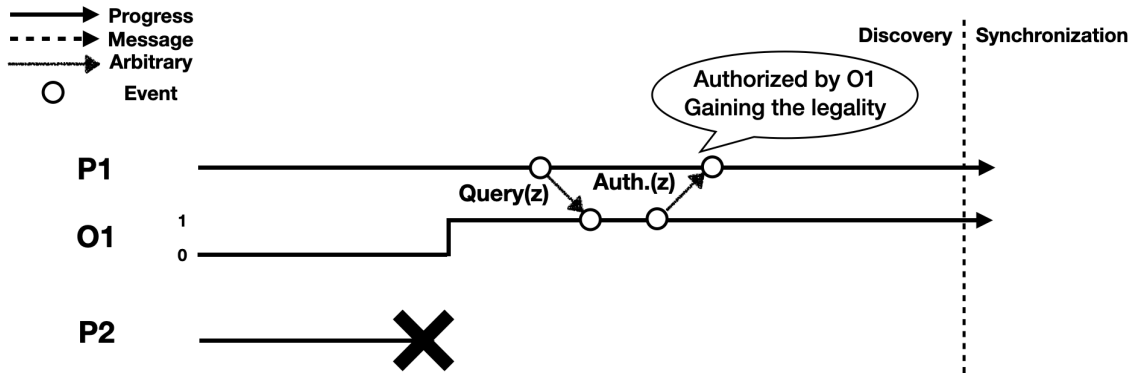 Progress
Message
Arbitrary
Event
Discovery
Synchronization
Authorized by O1
Gaining the legality
P1
Query(z)
Auth.(z)
O1
1
0
P2